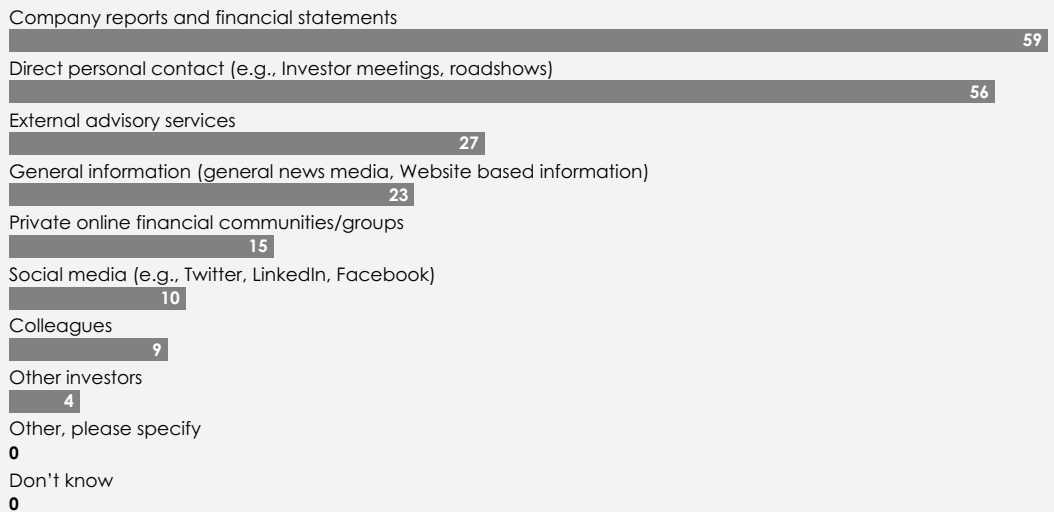 Company reports and financial statements
59
Direct personal contact (e.g., Investor meetings, roadshows)
56
External advisory services
27
General information (general news media, Website based information)
23
Private online financial communities/groups
15
Social media (e.g., Twitter, LinkedIn, Facebook)
10
Colleagues
9
Other investors
4
Other, please specify
0
Don’t know
0